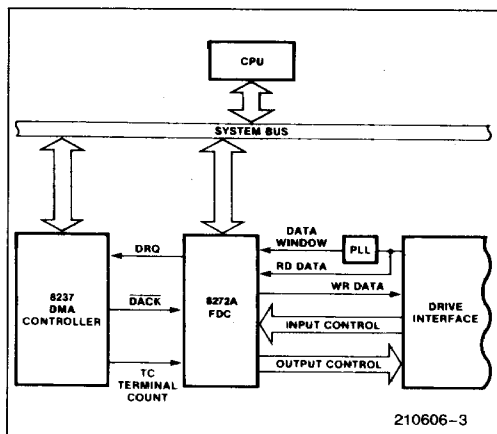 CPU
SYSTEM BUS
8237
DMA
CONTROLLER
DRQ
DACK
TC
TERMINAL
COUNT
8272A
FDC
DATA
WINDOW
PLL
RD DATA
WR DATA
INPUT CONTROL
OUTPUT CONTROL
DRIVE
INTERFACE
210606-3